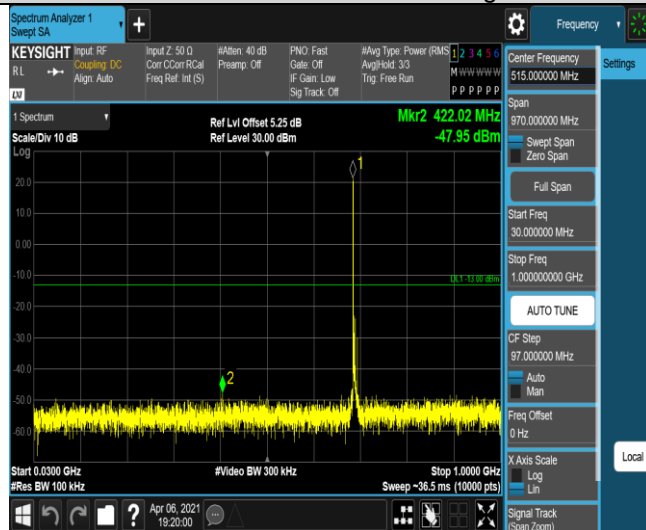 Spectrum Analyzer 1
Swept SA
Frequency
KEYSIGHT
RL
LXI
Input: RF
Coupling: DC
Align: Auto
Input Z: 50 Ω
Corr CCorr RCal
Freq Ref: Int (S)
#Atten: 40 dB
Preamp: Off
PNO: Fast
Gate: Off
IF Gain: Low
Sig Track: Off
#Avg Type: Power (RMS
Avg|Hold: 3/3
Trig: Free Run
1 2 3 4 5 6
M W W W W W
P P P P P P
1 Spectrum
Scale/Div 10 dB
Ref Lvl Offset 5.25 dB
Ref Level 30.00 dBm
Mkr2 422.02 MHz
-47.95 dBm
Log
20.0
10.0
0.00
-10.0
-20.0
-30.0
-40.0
-50.0
-60.0
1
DL1 -13.00 dBm
2
Start 0.0300 GHz
#Res BW 100 kHz
#Video BW 300 kHz
Stop 1.0000 GHz
Sweep ~36.5 ms (10000 pts)
Apr 06, 2021
19:20:00
Center Frequency
515.000000 MHz
Span
970.000000 MHz
Swept Span
Zero Span
Full Span
Start Freq
30.000000 MHz
Stop Freq
1.000000000 GHz
AUTO TUNE
CF Step
97.000000 MHz
Auto
Man
Freq Offset
0 Hz
X Axis Scale
Log
Lin
Signal Track
(Span Zoom)
Settings
Local